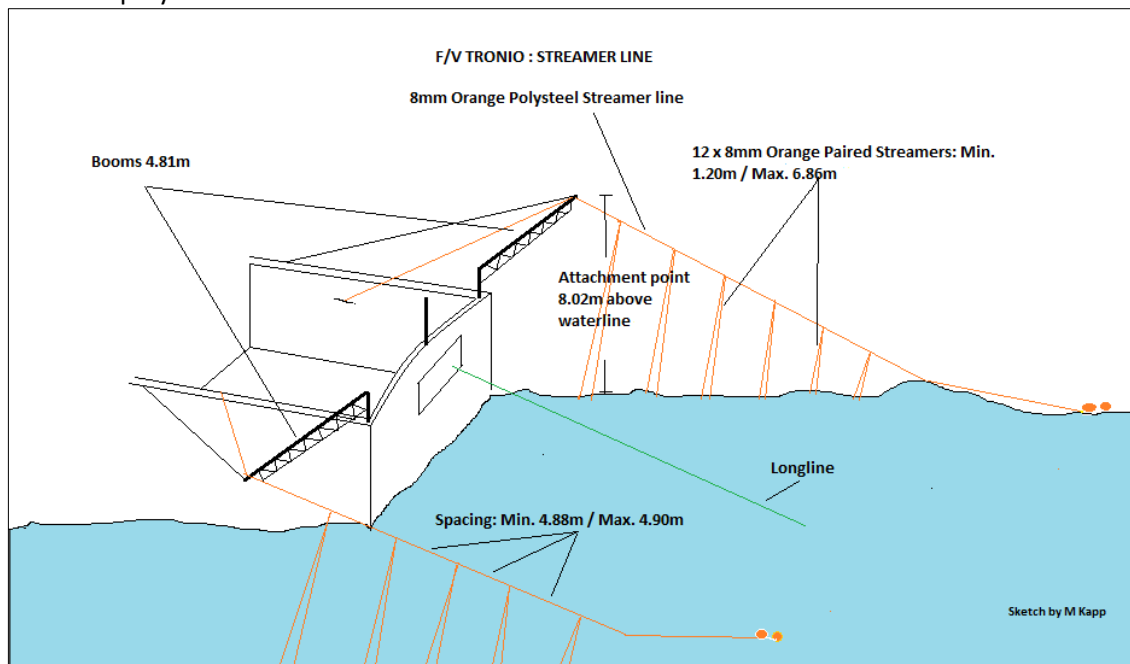 F/V TRONIO : STREAMER LINE
8mm Orange Polysteel Streamer line
Booms 4.81m
12 x 8mm Orange Paired Streamers: Min.
1.20m / Max. 6.86m
Attachment point
8.02m above
waterline
Longline
Spacing: Min. 4.88m / Max. 4.90m
Sketch by M Kapp